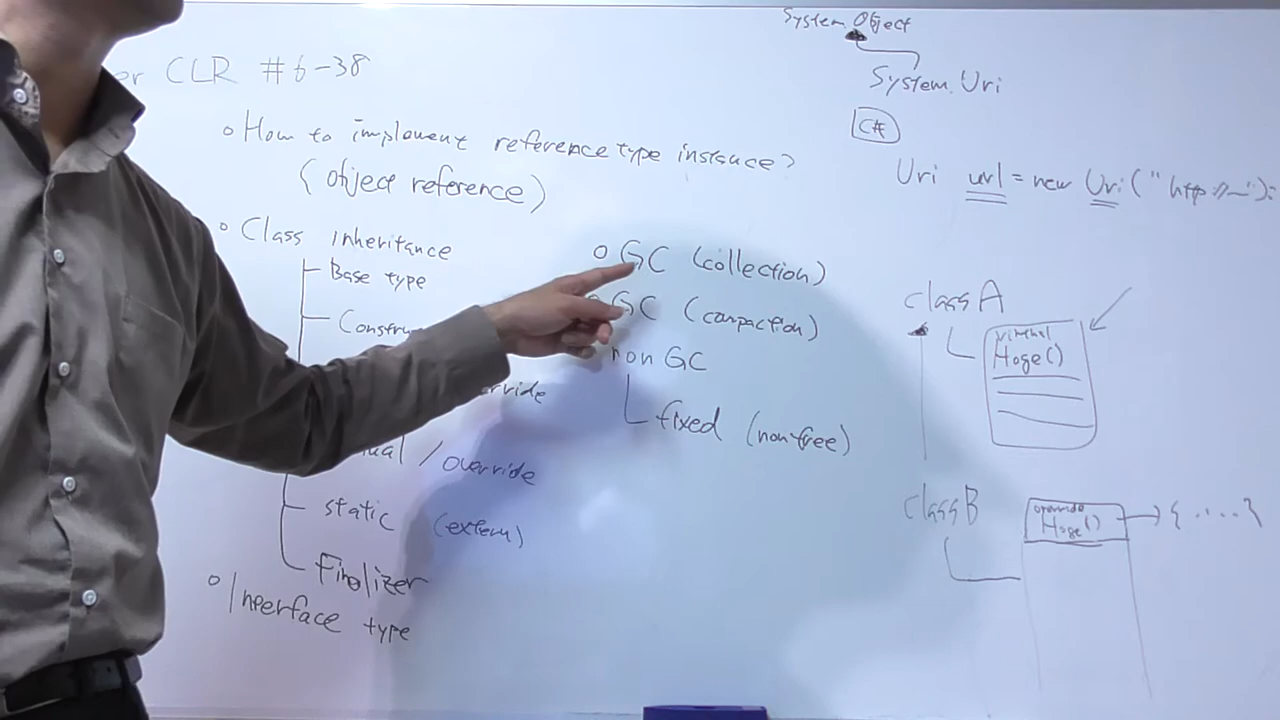 er CLR #6-38
○ How to implement reference type instance?
(object reference)
○ Class inheritance
Base type
Constru
erride
ual / override
static (extern)
Finalizer
○ Interface type
○ GC (collection)
○ GC (compaction)
○ non GC
fixed (non-free)
System.Object
System.Uri
C#
Uri url = new Uri("http://~");
class A
virtual
Hoge()
class B
override
Hoge()
{ ..... }